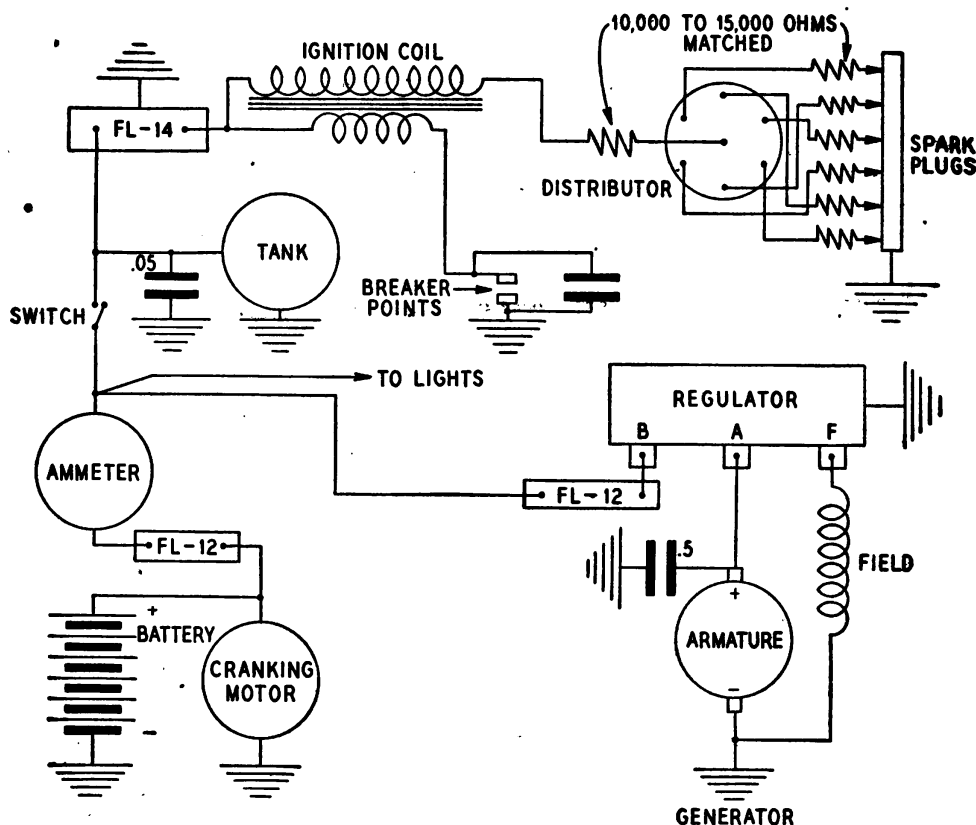 10,000 TO 15,000 OHMS
MATCHED
IGNITION COIL
FL-14
DISTRIBUTOR
SPARK
PLUGS
.05
TANK
BREAKER
POINTS
SWITCH
TO LIGHTS
REGULATOR
B A F
AMMETER
FL-12
FL-12
.5
FIELD
+
BATTERY
-
CRANKING
MOTOR
+
ARMATURE
-
GENERATOR